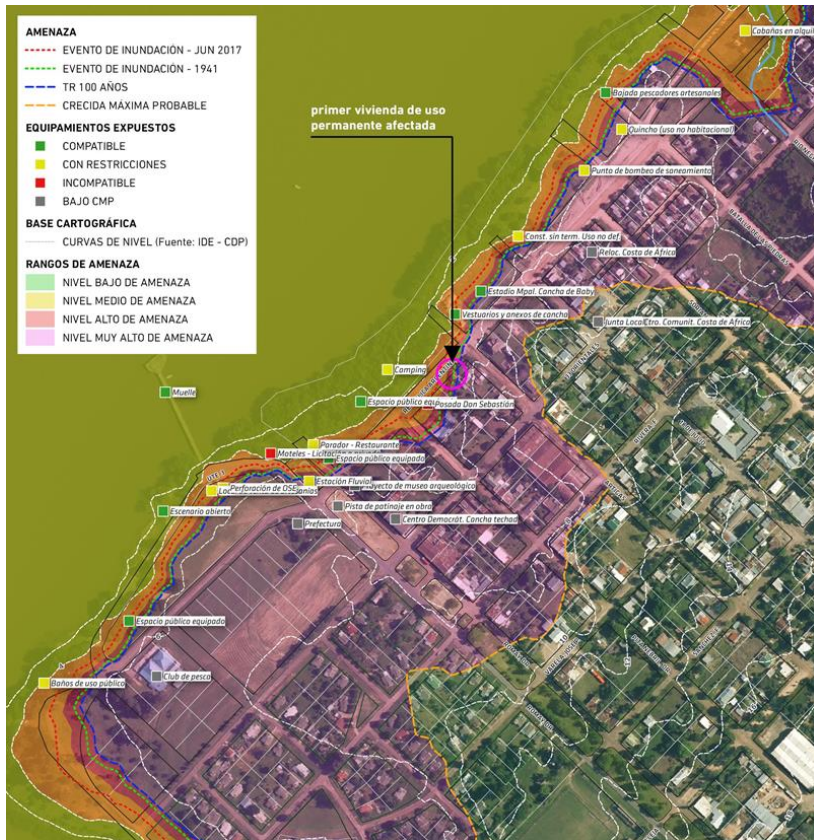 AMENAZA
EVENTO DE INUNDACIÓN - JUN 2017
EVENTO DE INUNDACIÓN - 1941
TR 100 AÑOS
CRECIDA MÁXIMA PROBABLE
EQUIPAMIENTOS EXPUESTOS
COMPATIBLE
CON RESTRICCIONES
INCOMPATIBLE
BAJO CMP
BASE CARTOGRÁFICA
CURVAS DE NIVEL (Fuente: IDE - CDP)
RANGOS DE AMENAZA
NIVEL BAJO DE AMENAZA
NIVEL MEDIO DE AMENAZA
NIVEL ALTO DE AMENAZA
NIVEL MUY ALTO DE AMENAZA
primer vivienda de uso
permanente afectada
Cabañas en alquil
Bajada pescadores artesanales
Quincho (uso no habitacional)
Punto de bombeo de saneamiento
Const. sin term. Uso no def.
Reloc. Costa de África
Estadio Mpal. Cancha de Baby
Vestuarios y anexos de cancha
Junta Local
Ctro. Comunit. Costa de África
Camping
Muelle
Espacio público equ
Posada Don Sebastián
Parador - Restaurante
Moteles - Licitación
Espacio público equipado
Estación Fluvial
Perforación de OSE
royecto de museo arqueológico
Pista de patinaje en obra
Escenario abierto
Prefectura
Centro Democrát. Cancha techad
Espacio público equipado
Club de pesca
Baños de uso público